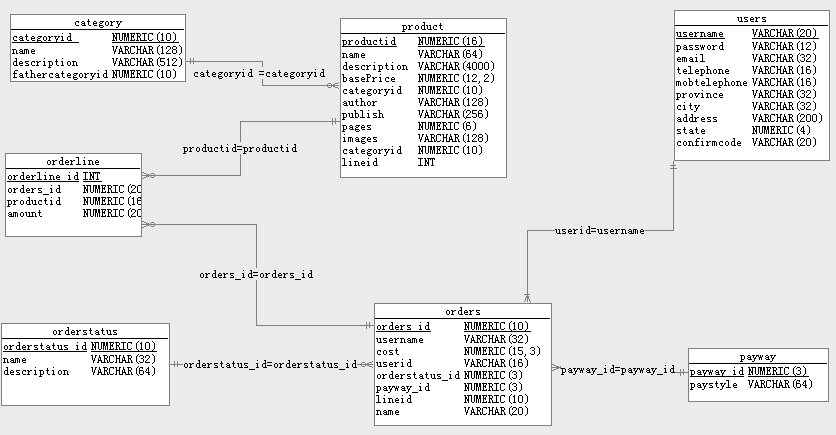 category
categoryid NUMERIC(10)
name VARCHAR(128)
description VARCHAR(512)
fathercategoryid NUMERIC(10)
product
productid NUMERIC(16)
name VARCHAR(64)
description VARCHAR(4000)
basePrice NUMERIC(12,2)
categoryid NUMERIC(10)
author VARCHAR(128)
publish VARCHAR(256)
pages NUMERIC(6)
images VARCHAR(128)
categoryid NUMERIC(10)
lineid INT
users
username VARCHAR(20)
password VARCHAR(12)
email VARCHAR(32)
telephone VARCHAR(16)
mobtelephone VARCHAR(16)
province VARCHAR(32)
city VARCHAR(32)
address VARCHAR(200)
state NUMERIC(4)
confirmcode VARCHAR(20)
categoryid =categoryid
productid=productid
orderline
orderline_id INT
orders_id NUMERIC(20
productid NUMERIC(16
amount NUMERIC(20
userid=username
orders_id=orders_id
orders
orders_id NUMERIC(10)
username VARCHAR(32)
cost NUMERIC(15,3)
userid VARCHAR(16)
orderstatus_id NUMERIC(3)
payway_id NUMERIC(3)
lineid NUMERIC(10)
name VARCHAR(20)
orderstatus
orderstatus_id NUMERIC(10)
name VARCHAR(32)
description VARCHAR(64)
orderstatus_id=orderstatus_id
payway_id=payway_id
payway
payway_id NUMERIC(3)
paystyle VARCHAR(64)